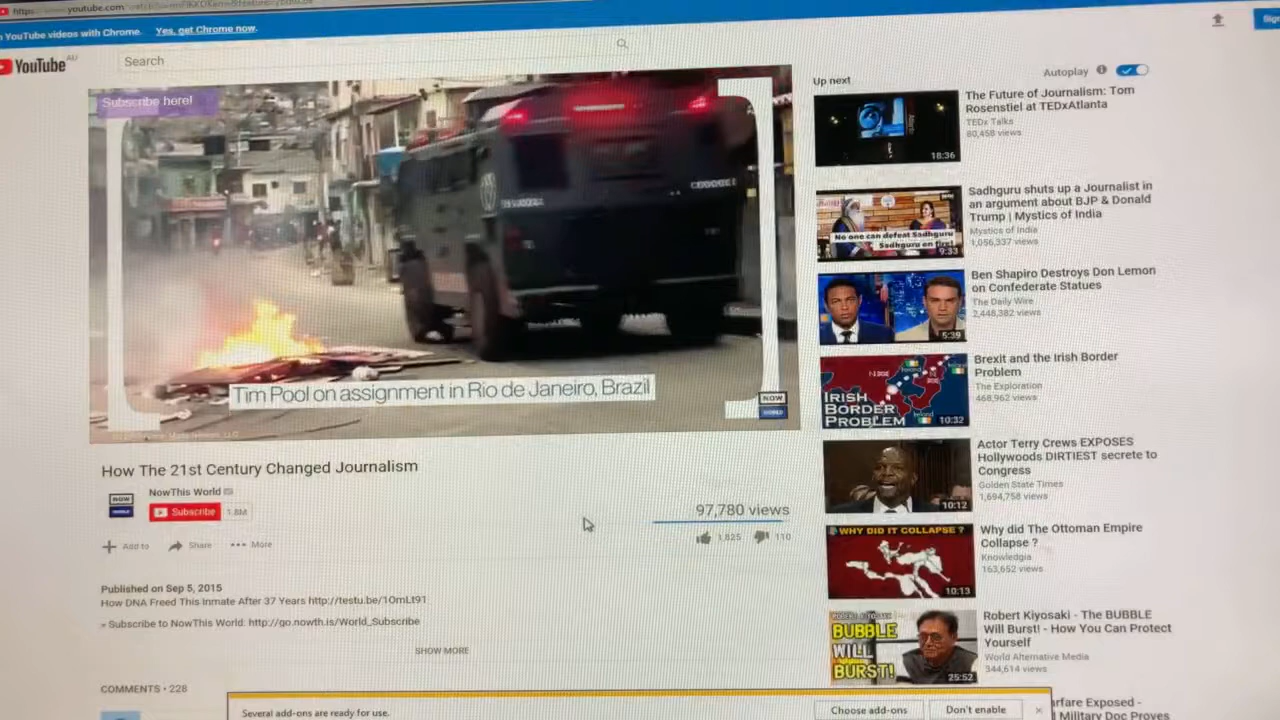 youtube.com
YouTube videos with Chrome. Yes, get Chrome now.
YouTube AU
Search
Subscribe here!
Tim Pool on assignment in Rio de Janeiro, Brazil
NOW
WORLD
How The 21st Century Changed Journalism
NOW
WORLD
NowThis World
Subscribe 1.8M
97,780 views
Add to Share More
1,825 110
Published on Sep 5, 2015
How DNA Freed This Inmate After 37 Years http://testu.be/1OmLt91
» Subscribe to NowThis World: http://go.nowth.is/World_Subscribe
SHOW MORE
COMMENTS • 228
Up next
Autoplay
18:36
The Future of Journalism: Tom
Rosenstiel at TEDxAtlanta
TEDx Talks
80,458 views
No one can defeat Sadhguru
Sadhguru on fire!
9:33
Sadhguru shuts up a Journalist in
an argument about BJP & Donald
Trump | Mystics of India
Mystics of India
1,056,337 views
5:39
Ben Shapiro Destroys Don Lemon
on Confederate Statues
The Daily Wire
2,448,382 views
IRISH
BORDER
PROBLEM
Ireland
10:32
Brexit and the Irish Border
Problem
The Exploration
468,962 views
10:12
Actor Terry Crews EXPOSES
Hollywoods DIRTIEST secrete to
Congress
Golden State Times
1,694,758 views
WHY DID IT COLLAPSE ?
10:13
Why did The Ottoman Empire
Collapse ?
Knowledgia
163,652 views
BUBBLE
WILL
BURST!
25:52
Robert Kiyosaki - The BUBBLE
Will Burst! - How You Can Protect
Yourself
World Alternative Media
344,614 views
arfare Exposed -
Military Doc Proves
Several add-ons are ready for use.
Choose add-ons
Don't enable